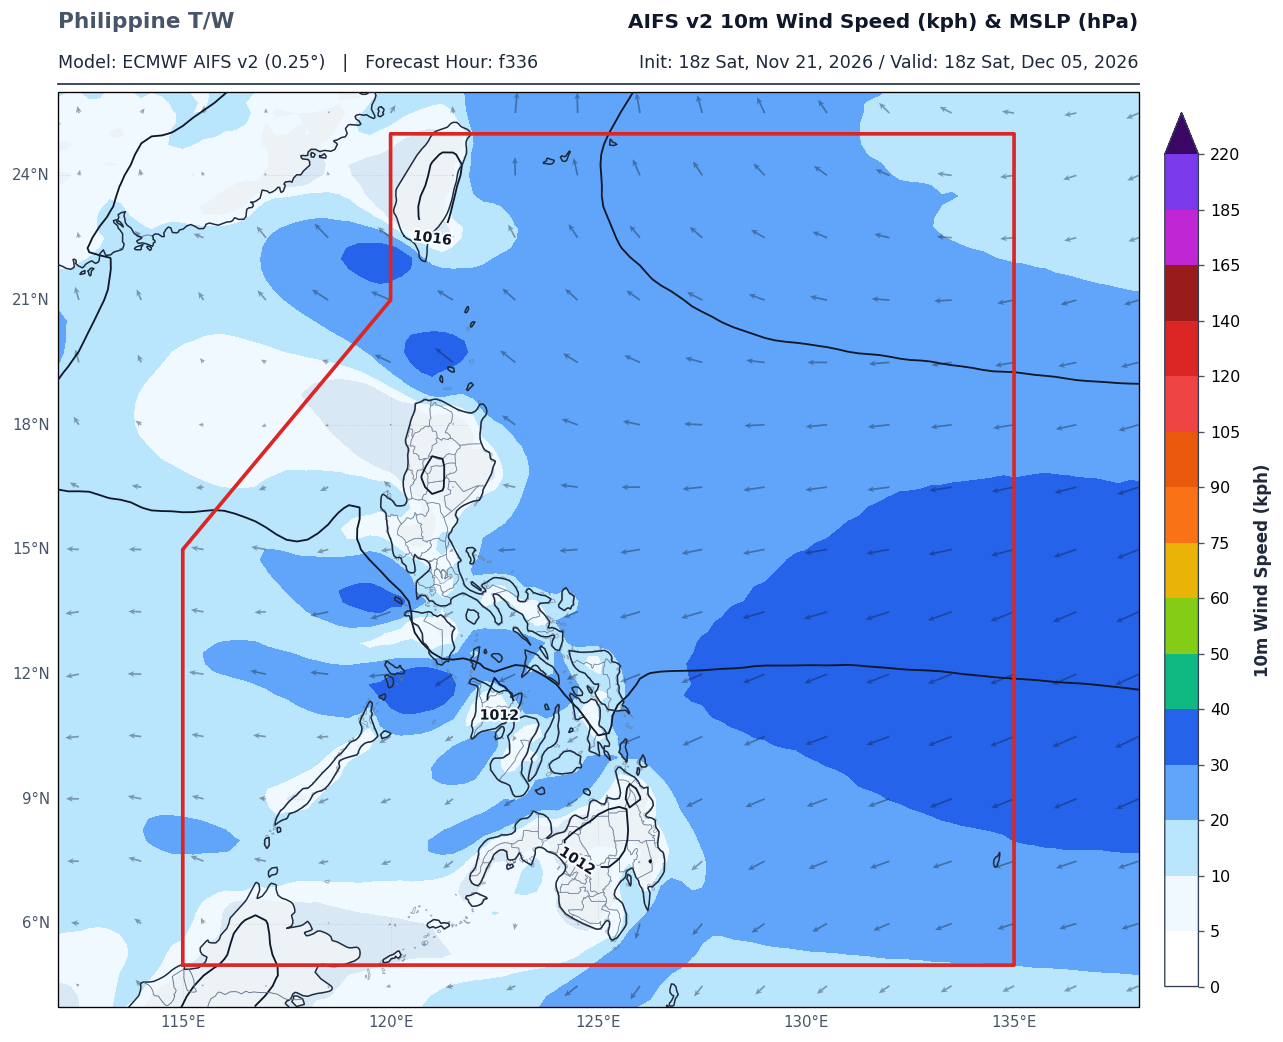 Philippine T/W
AIFS v2 10m Wind Speed (kph) & MSLP (hPa)
Model: ECMWF AIFS v2 (0.25°) | Forecast Hour: f336
Init: 18z Sat, Nov 21, 2026 / Valid: 18z Sat, Dec 05, 2026
24°N
21°N
18°N
15°N
12°N
9°N
6°N
1016
1012
1012
115°E
120°E
125°E
130°E
135°E
220
185
165
140
120
105
90
75
60
50
40
30
20
10
5
0
10m Wind Speed (kph)